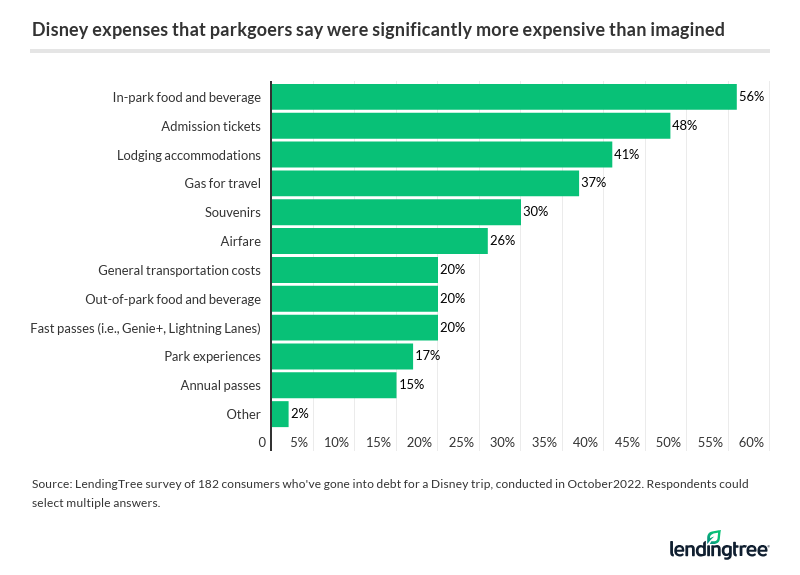 Disney expenses that parkgoers say were significantly more expensive than imagined
In-park food and beverage 56%
Admission tickets 48%
Lodging accommodations 41%
Gas for travel 37%
Souvenirs 30%
Airfare 26%
General transportation costs 20%
Out-of-park food and beverage 20%
Fast passes (i.e., Genie+, Lightning Lanes) 20%
Park experiences 17%
Annual passes 15%
Other 2%
0 5% 10% 15% 20% 25% 30% 35% 40% 45% 50% 55% 60%
Source: LendingTree survey of 182 consumers who've gone into debt for a Disney trip, conducted in October2022. Respondents could
select multiple answers.
lendingtree